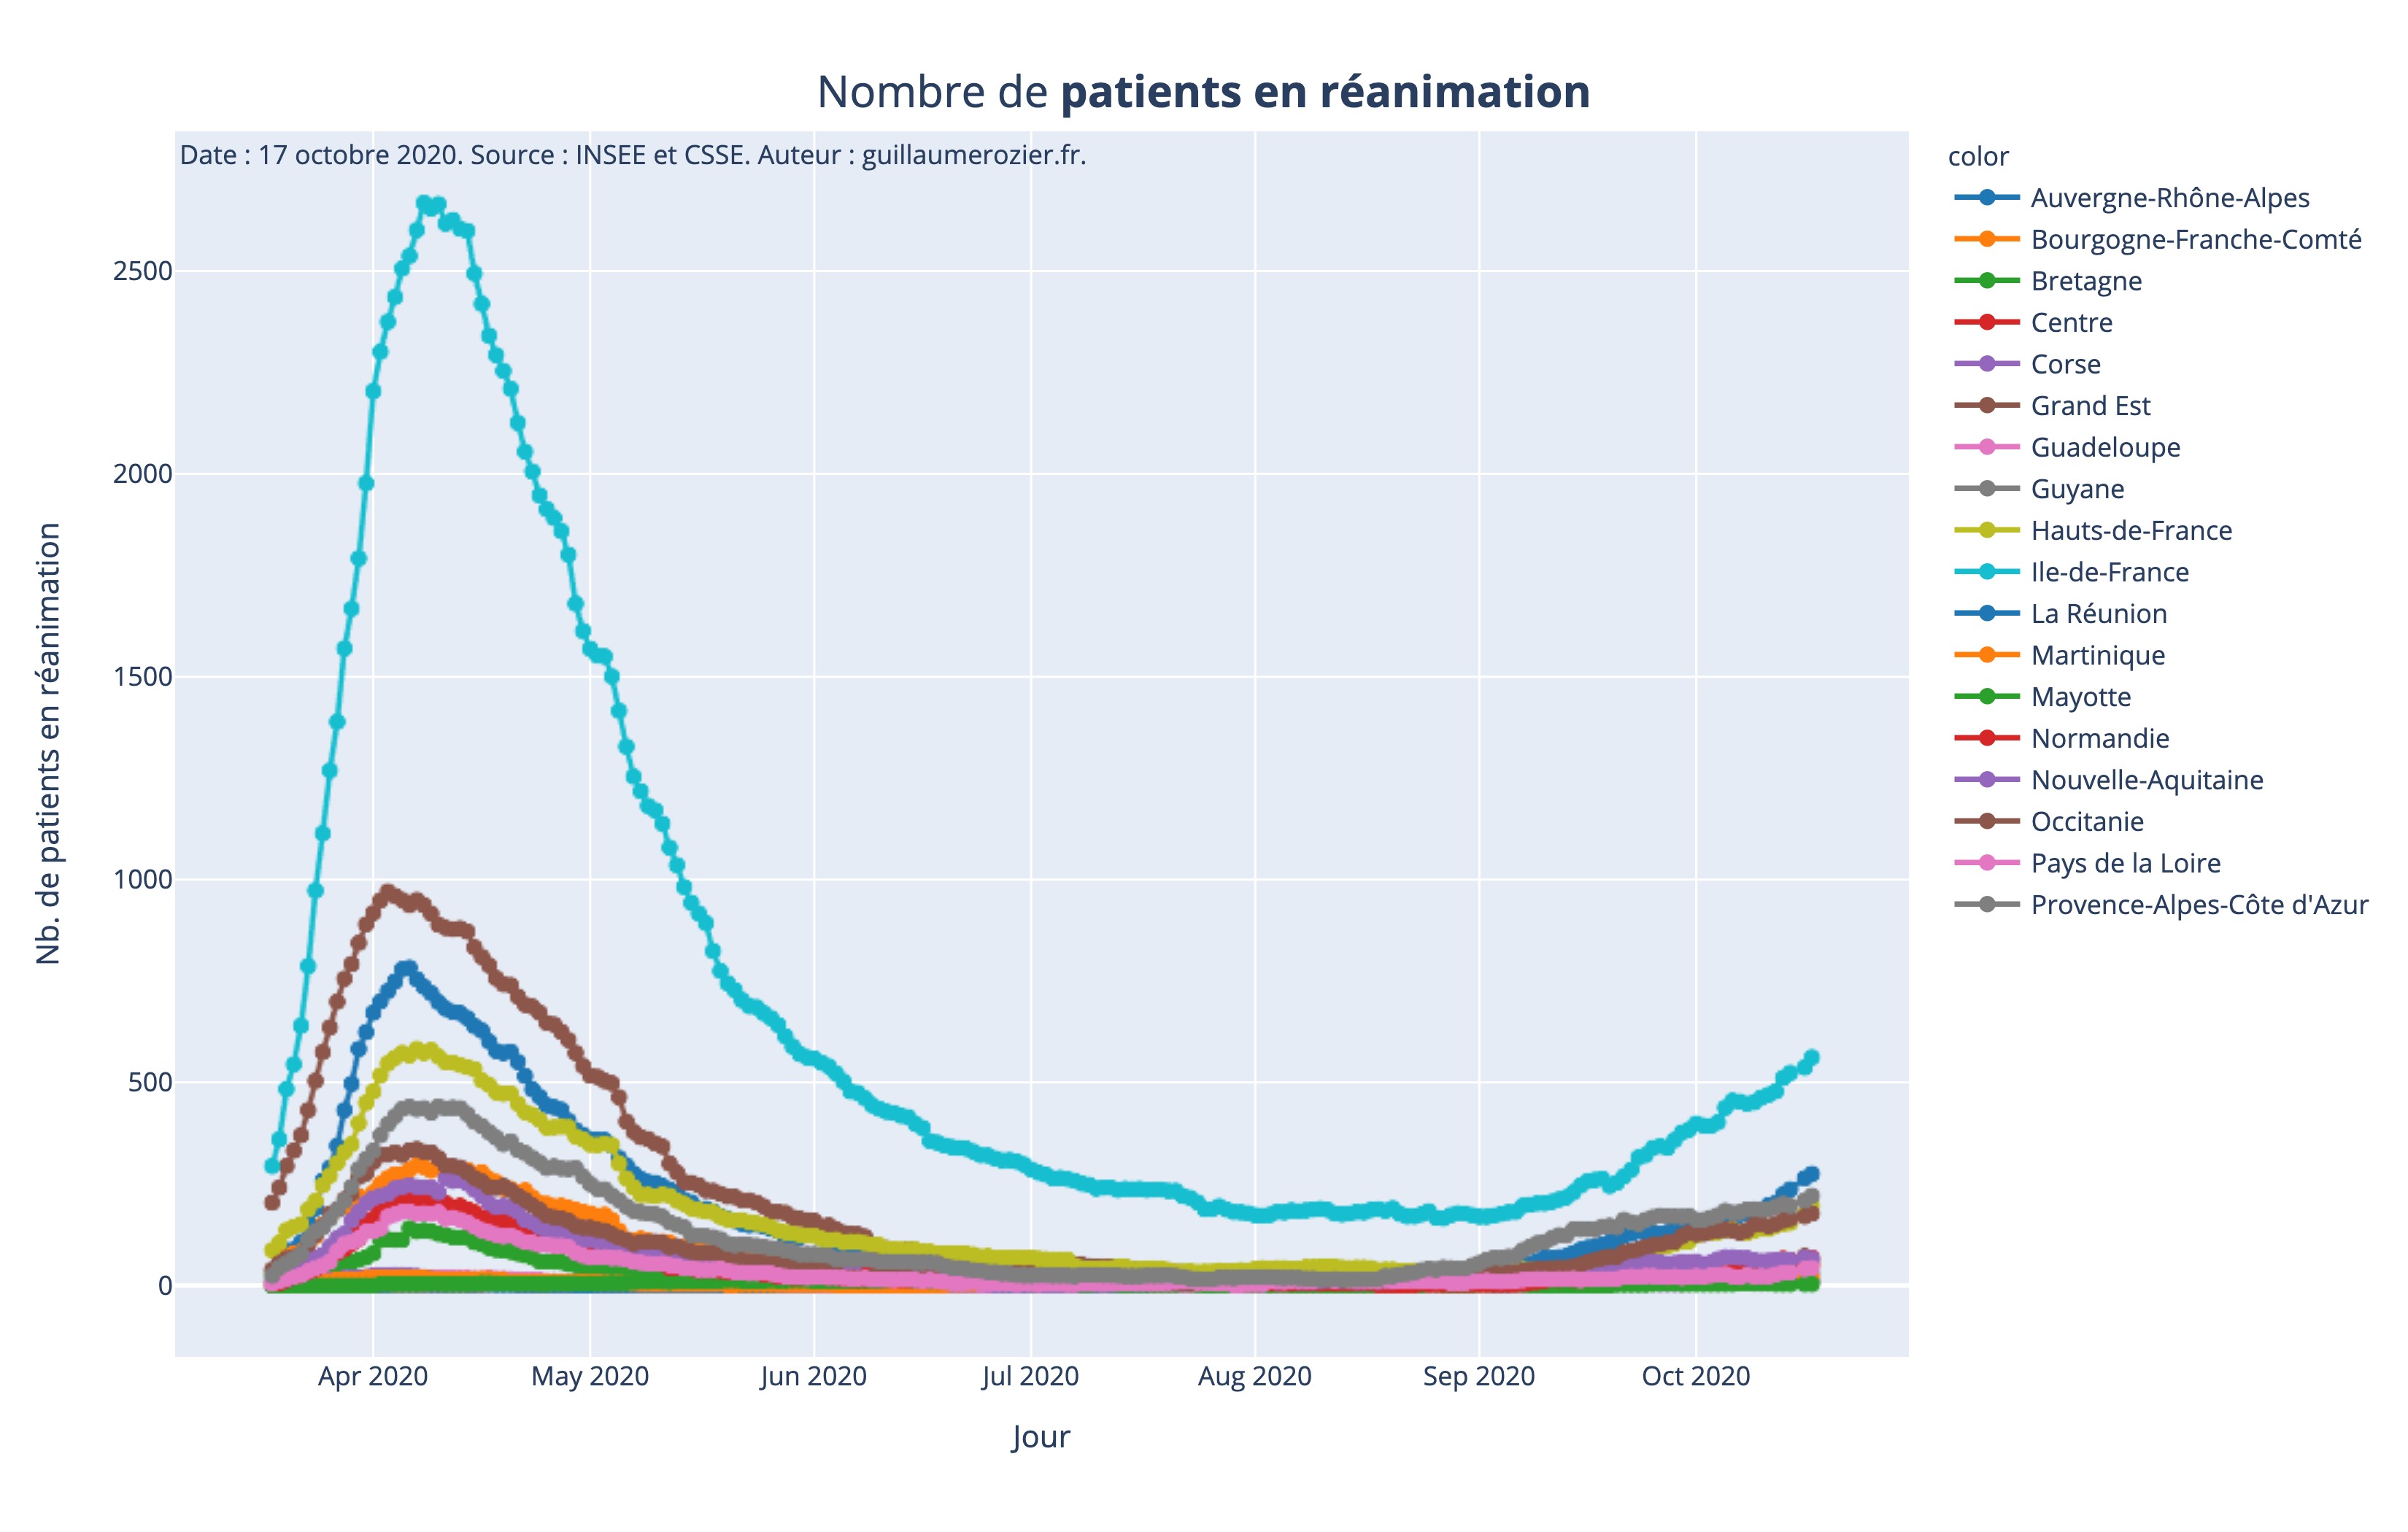 Nombre de patients en réanimation
Date : 17 octobre 2020. Source : INSEE et CSSE. Auteur : guillaumerozier.fr.
Nb. de patients en réanimation
2500
2000
1500
1000
500
0
Apr 2020
May 2020
Jun 2020
Jul 2020
Aug 2020
Sep 2020
Oct 2020
Jour
color
Auvergne-Rhône-Alpes
Bourgogne-Franche-Comté
Bretagne
Centre
Corse
Grand Est
Guadeloupe
Guyane
Hauts-de-France
Ile-de-France
La Réunion
Martinique
Mayotte
Normandie
Nouvelle-Aquitaine
Occitanie
Pays de la Loire
Provence-Alpes-Côte d'Azur